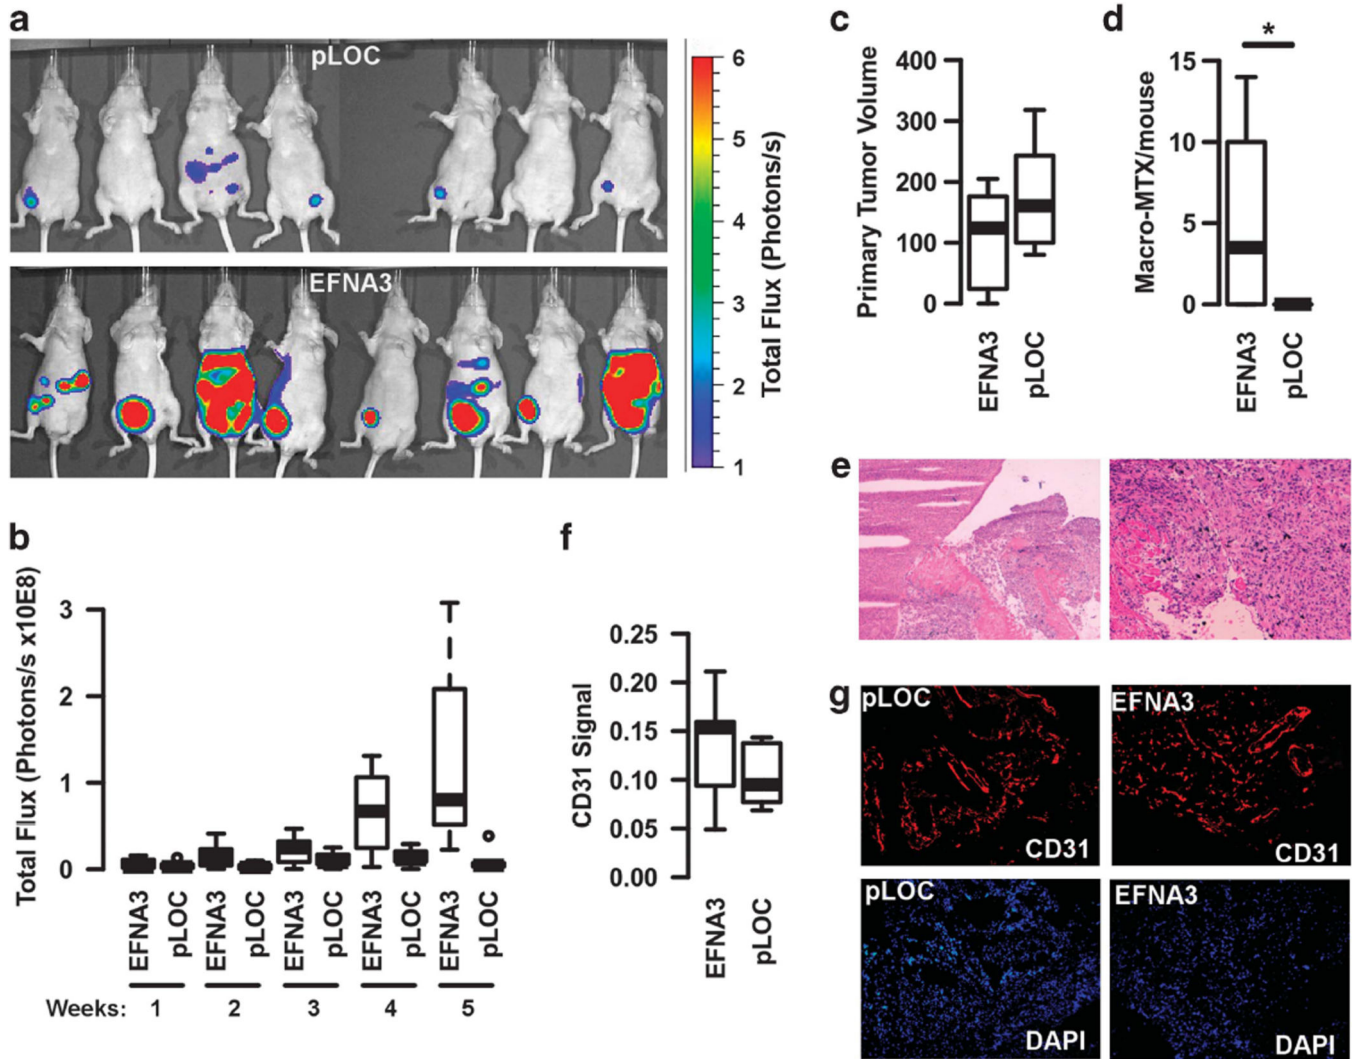 a
pLOC
EFNA3
6
5
4
3
2
1
Total Flux (Photons/s)
b
Total Flux (Photons/s x10E8)
3
2
1
0
EFNA3
pLOC
EFNA3
pLOC
EFNA3
pLOC
EFNA3
pLOC
EFNA3
pLOC
Weeks: 1 2 3 4 5
c
Primary Tumor Volume
400
300
200
100
0
EFNA3
pLOC
d
Macro-MTX/mouse
*
15
10
5
0
EFNA3
pLOC
e
f
CD31 Signal
0.25
0.20
0.15
0.10
0.05
0.00
EFNA3
pLOC
g
pLOC
CD31
EFNA3
CD31
pLOC
DAPI
EFNA3
DAPI